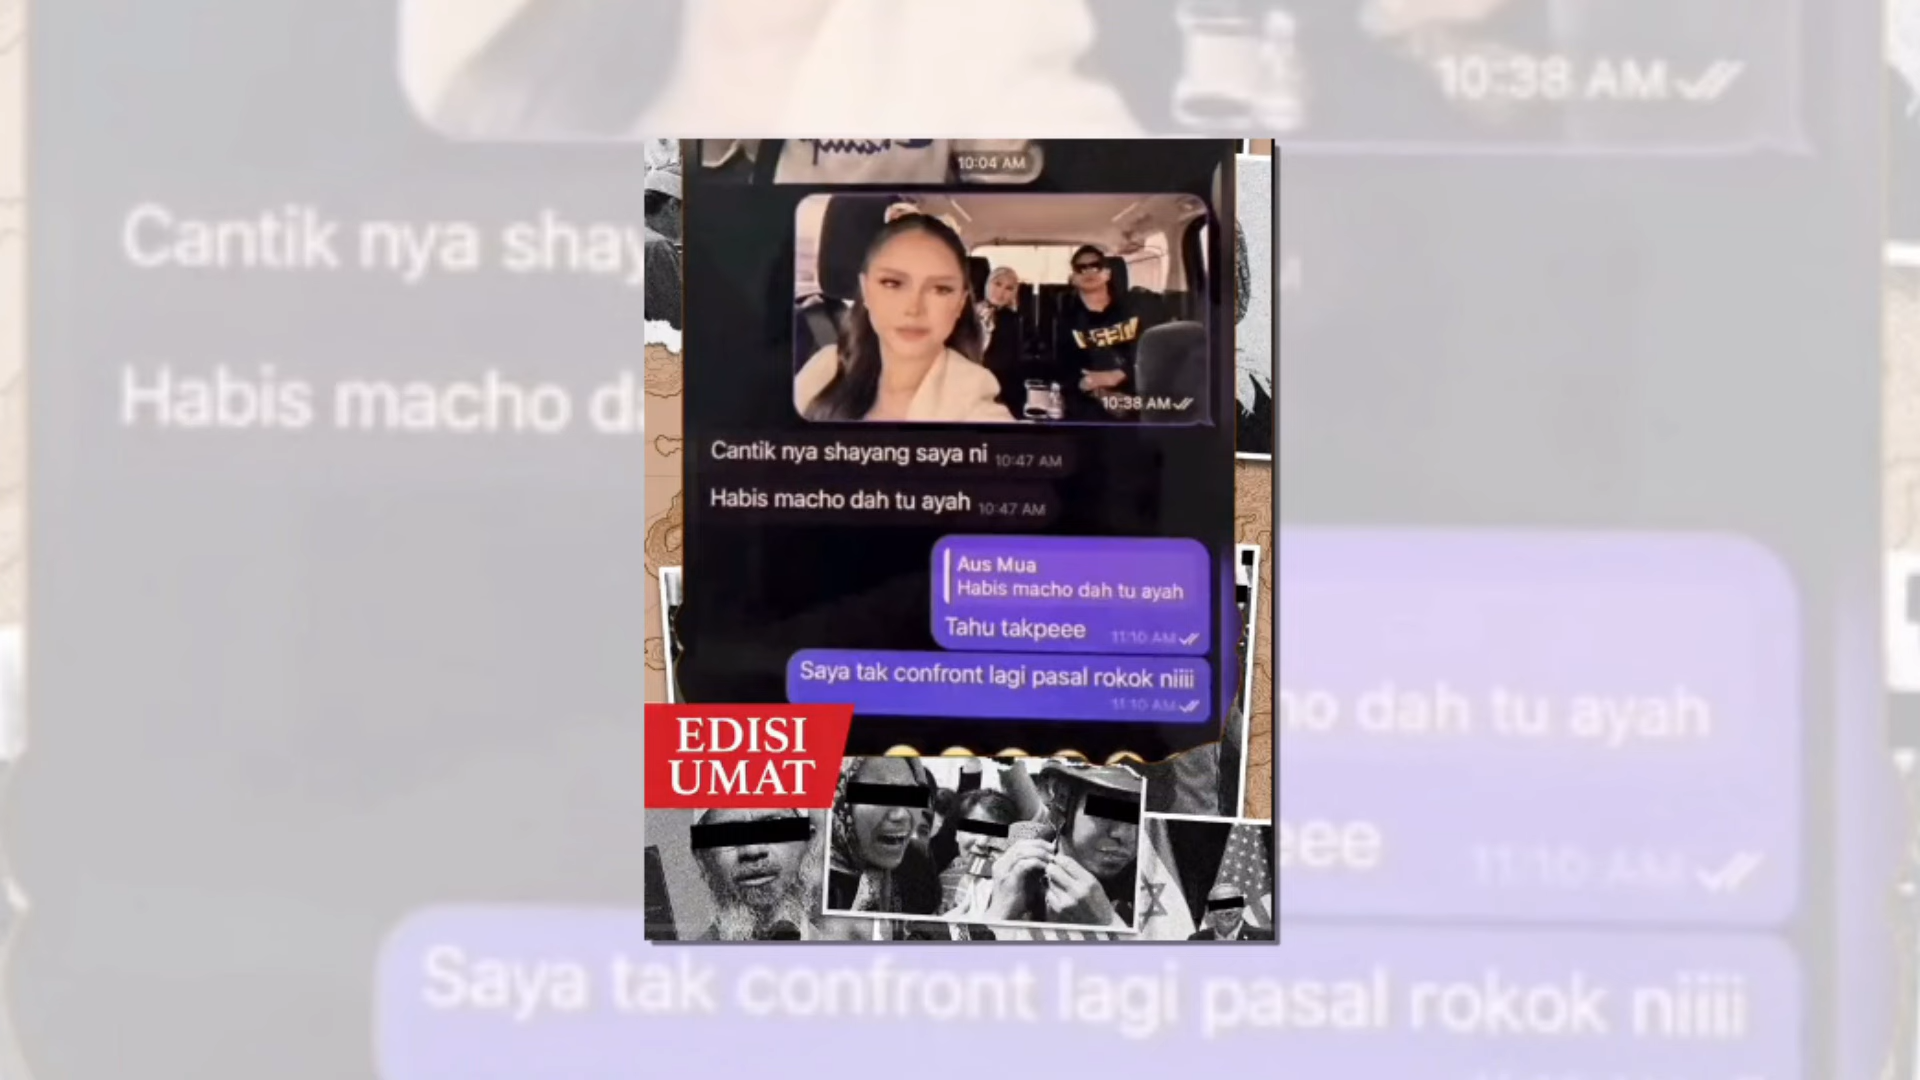 10:38 AM
Cantik nya shay
Habis macho da
10:04 AM
10:38 AM
Cantik nya shayang saya ni 10:47 AM
Habis macho dah tu ayah 10:47 AM
Aus Mua
Habis macho dah tu ayah
Tahu takpeee 11:10 AM
Saya tak confront lagi pasal rokok niiii
11:10 AM
EDISI
UMAT
ho dah tu ayah
eee 11:10 AM
Saya tak confront lagi pasal rokok niiii